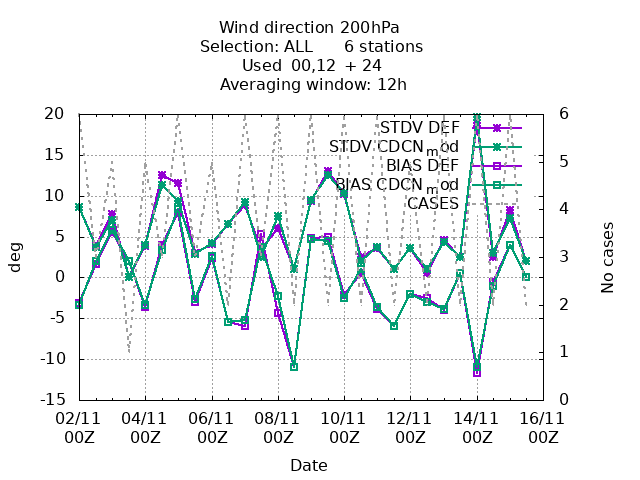 Wind direction 200hPa
Selection: ALL 6 stations
Used 00,12 + 24
Averaging window: 12h
20 6
STDV DEF
STDV CDCN_mod
15 5
BIAS DEF
BIAS CDCN_mod
10 4
CASES
5
deg
No cases
3
0
-5 2
-10 1
-15 0
02/11 04/11 06/11 08/11 10/11 12/11 14/11 16/11
00Z 00Z 00Z 00Z 00Z 00Z 00Z 00Z
Date